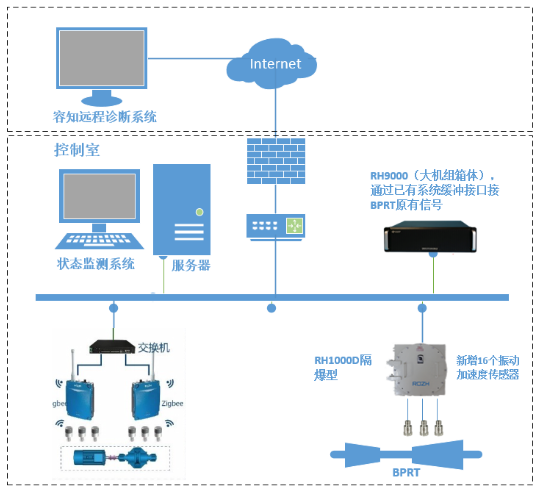 Internet
容知远程诊断系统
控制室
RH9000（大机组箱体），
通过已有系统缓冲接口接
BPRT原有信号
状态监测系统
服务器
交换机
gbee
Zigbee
RH1000D隔
爆型
新增16个振动
加速度传感器
BPRT